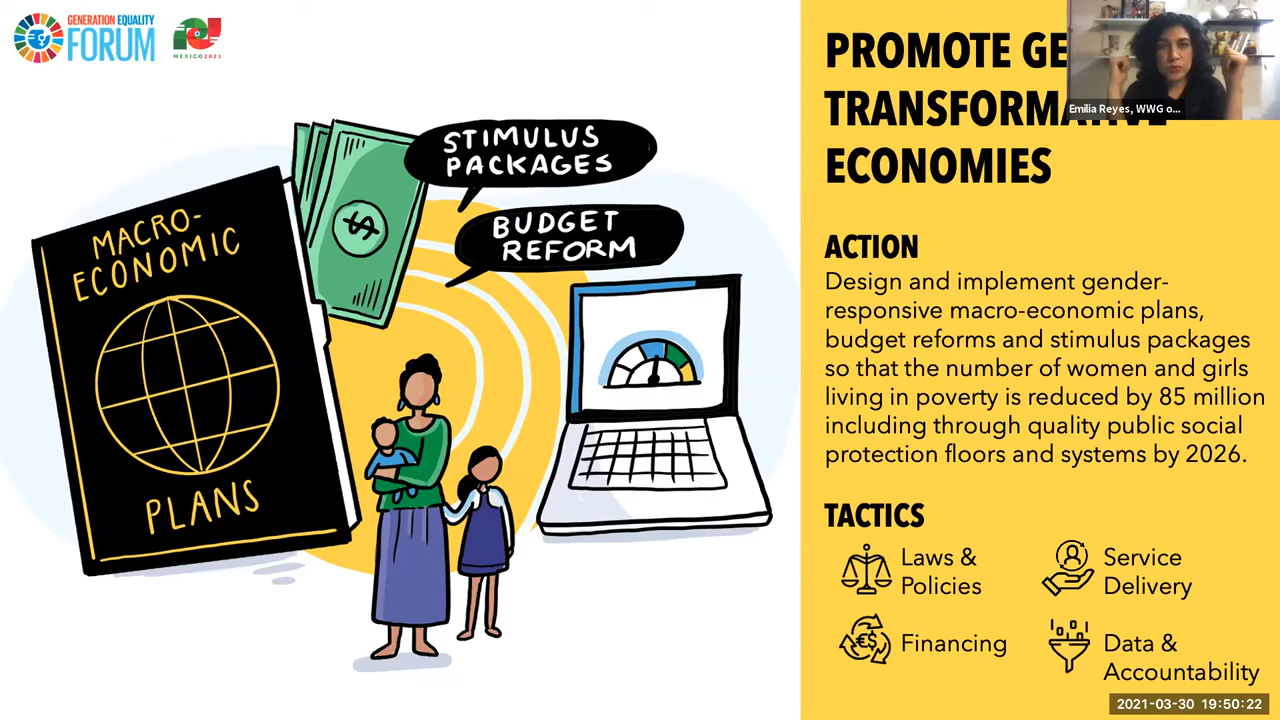 GENERATION EQUALITY
FORUM
MEXICO2021
STIMULUS
PACKAGES
BUDGET
REFORM
MACRO-
ECONOMIC
PLANS
PROMOTE GE
TRANSFORMATIVE
ECONOMIES
Emilia Reyes, WWG o...
ACTION
Design and implement gender-
responsive macro-economic plans,
budget reforms and stimulus packages
so that the number of women and girls
living in poverty is reduced by 85 million
including through quality public social
protection floors and systems by 2026.
TACTICS
Laws &
Policies
Service
Delivery
Financing
Data &
Accountability
2021-03-30 19:50:22